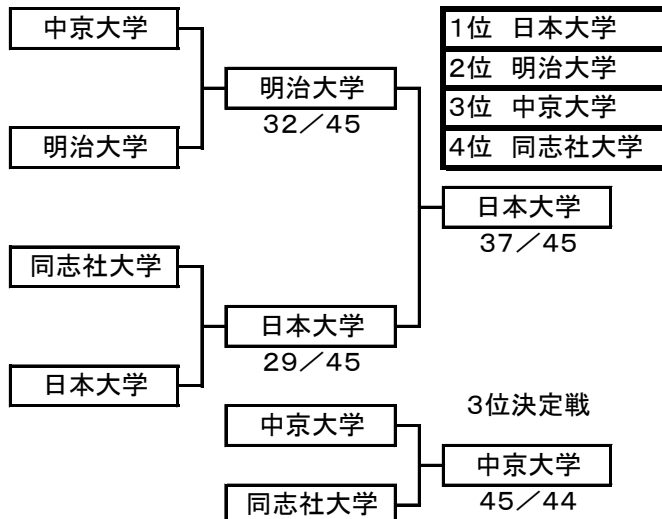 中京大学
明治大学
明治大学
32／45
同志社大学
日本大学
日本大学
29／45
日本大学
37／45
1位 日本大学
2位 明治大学
3位 中京大学
4位 同志社大学
3位決定戦
中京大学
同志社大学
中京大学
45／44